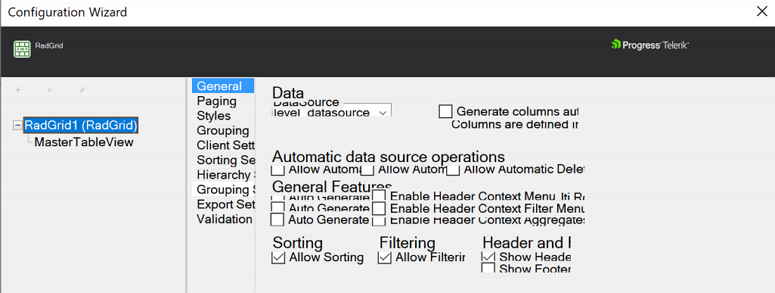 Configuration Wizard
RadGrid
Progress Telerik
General
Paging
Styles
Grouping
Client Sett
Sorting Se
Hierarchy
Grouping
Export Set
Validation
RadGrid1 (RadGrid)
MasterTableView
Data
DataSource
level_datasource
Generate columns aut
Columns are defined in
Automatic data source operations
Allow Automa Allow Autom Allow Automatic Delet
General Features
Auto Generate Enable Header Context Menu
Auto Generate Enable Header Context Filter Menu
Auto Generate Enable Header Context Aggregates
Sorting Filtering Header and F
Allow Sorting Allow Filterin Show Heade
Show Footer